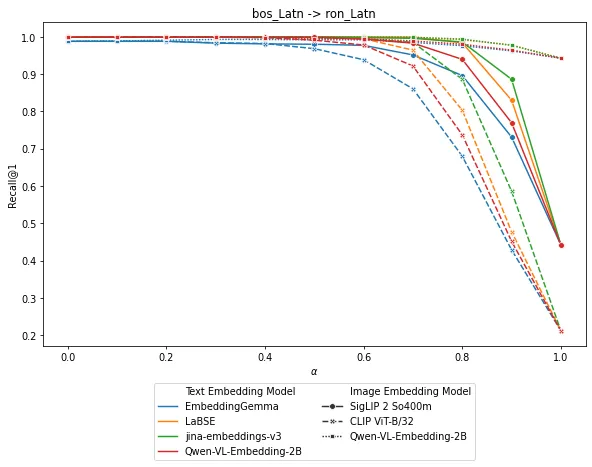 bos_Latn -> ron_Latn
Recall@1
1.0
0.9
0.8
0.7
0.6
0.5
0.4
0.3
0.2
0.0 0.2 0.4 0.6 0.8 1.0
α
Text Embedding Model
EmbeddingGemma
LaBSE
jina-embeddings-v3
Qwen-VL-Embedding-2B
Image Embedding Model
SigLIP 2 So400m
CLIP ViT-B/32
Qwen-VL-Embedding-2B